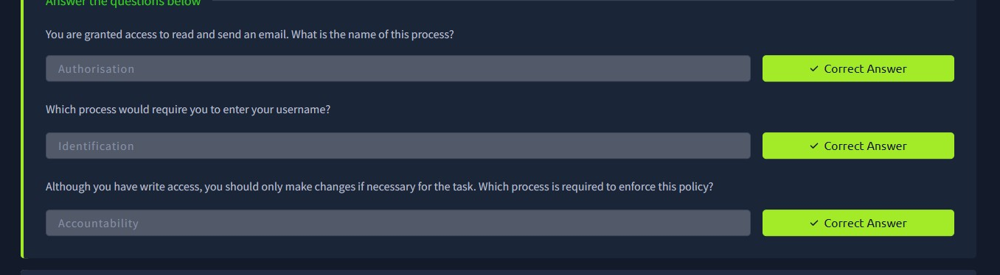 Answer the questions below
You are granted access to read and send an email. What is the name of this process?
Authorisation
✓ Correct Answer
Which process would require you to enter your username?
Identification
✓ Correct Answer
Although you have write access, you should only make changes if necessary for the task. Which process is required to enforce this policy?
Accountability
✓ Correct Answer